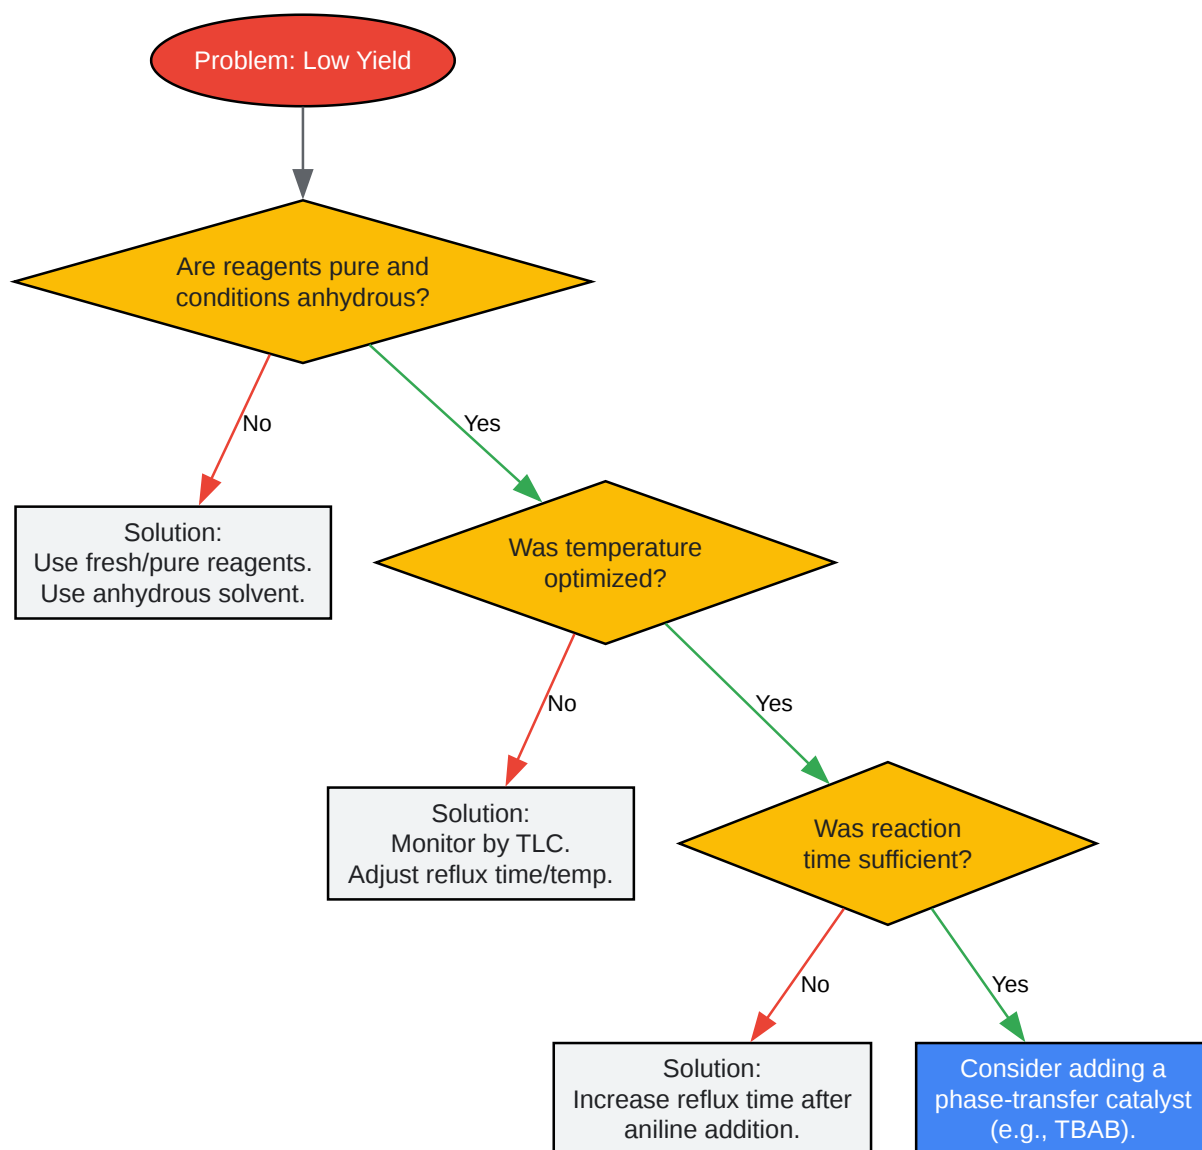 Problem: Low Yield
Are reagents pure and
conditions anhydrous?
No
Yes
Solution:
Use fresh/pure reagents.
Use anhydrous solvent.
Was temperature
optimized?
No
Yes
Solution:
Monitor by TLC.
Adjust reflux time/temp.
Was reaction
time sufficient?
No
Yes
Solution:
Increase reflux time after
aniline addition.
Consider adding a
phase-transfer catalyst
(e.g., TBAB).